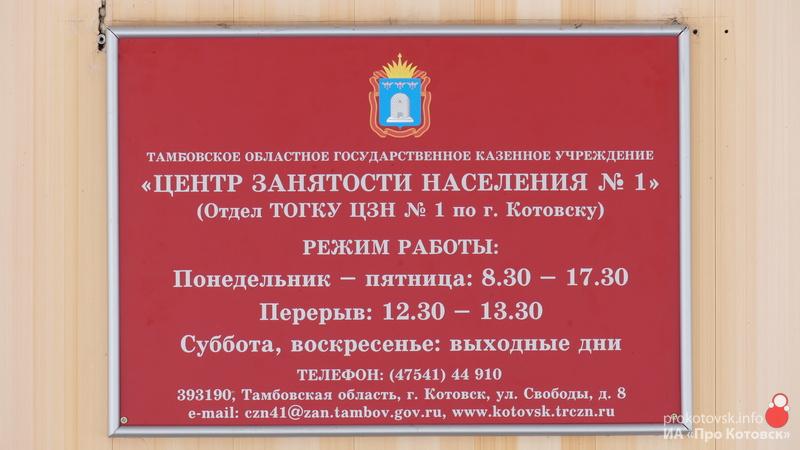 ТАМБОВСКОЕ ОБЛАСТНОЕ ГОСУДАРСТВЕННОЕ КАЗЕННОЕ УЧРЕЖДЕНИЕ
«ЦЕНТР ЗАНЯТОСТИ НАСЕЛЕНИЯ № 1»
(Отдел ТОГКУ ЦЗН № 1 по г. Котовску)
РЕЖИМ РАБОТЫ:
Понедельник – пятница: 8.30 – 17.30
Перерыв: 12.30 – 13.30
Суббота, воскресенье: выходные дни
ТЕЛЕФОН: (47541) 44 910
393190, Тамбовская область, г. Котовск, ул. Свободы, д. 8
e-mail: czn41@zan.tambov.gov.ru, www.kotovsk.trczn.ru
prokotovsk.info
ИА «Про Котовск»